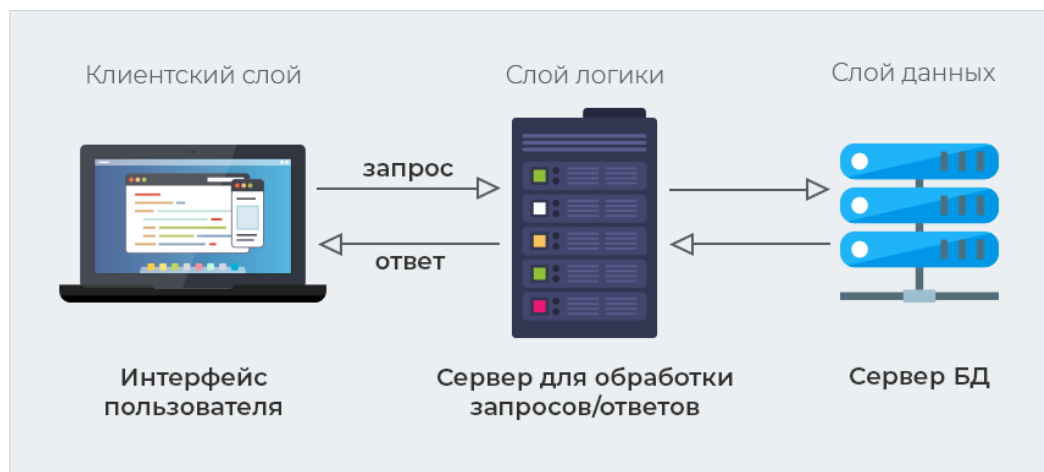 Клиентский слой
Слой логики
Слой данных
запрос
ответ
Интерфейс
пользователя
Сервер для обработки
запросов/ответов
Сервер БД